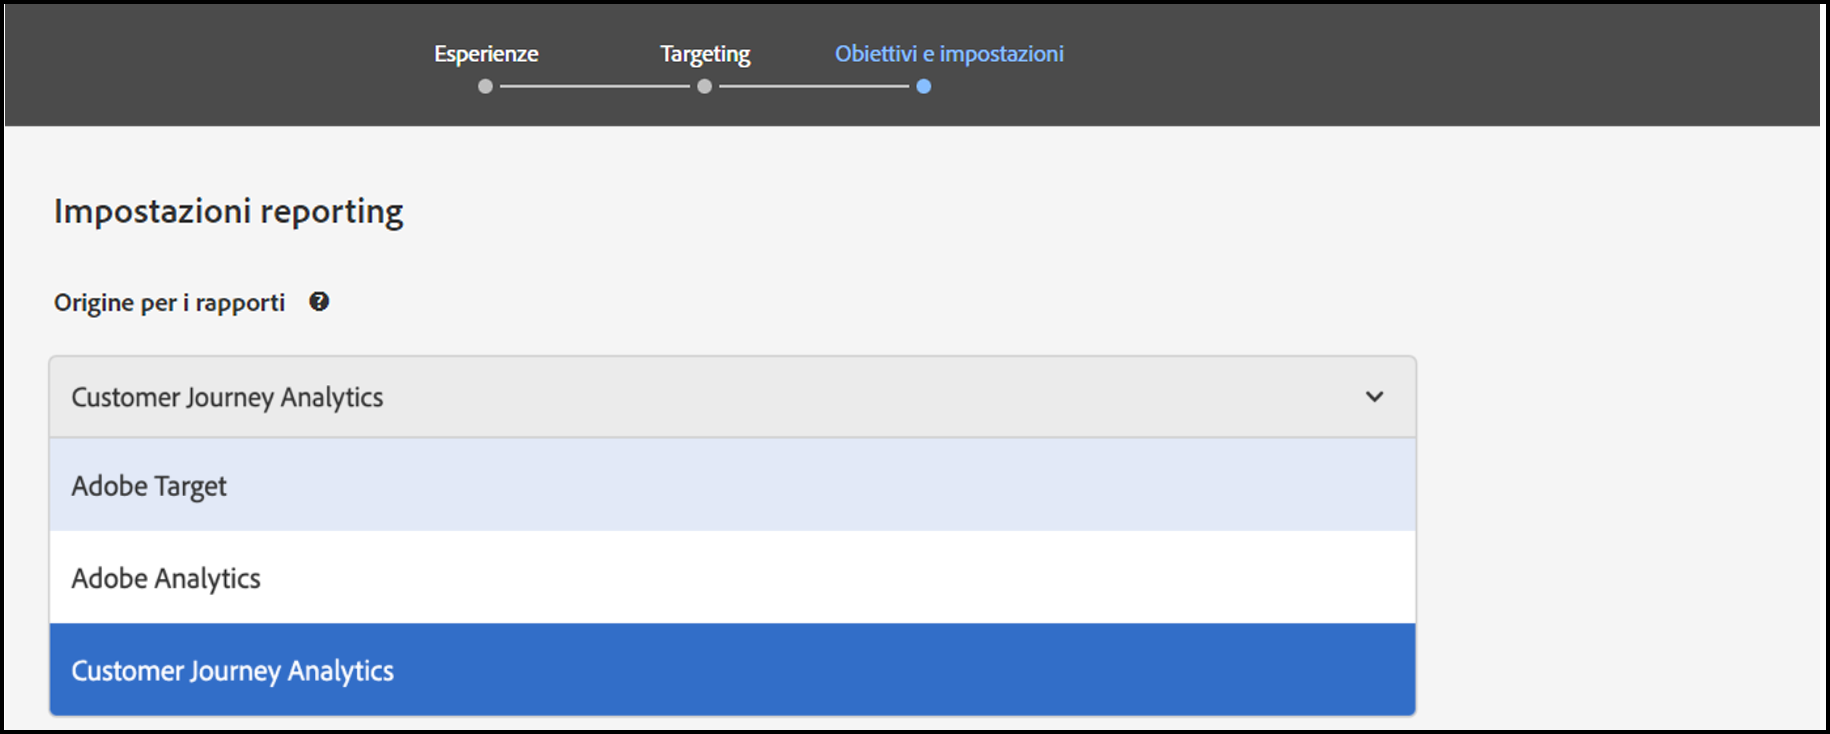 Esperienze Targeting Obiettivi e impostazioni
Impostazioni reporting
Origine per i rapporti ?
Customer Journey Analytics
Adobe Target
Adobe Analytics
Customer Journey Analytics